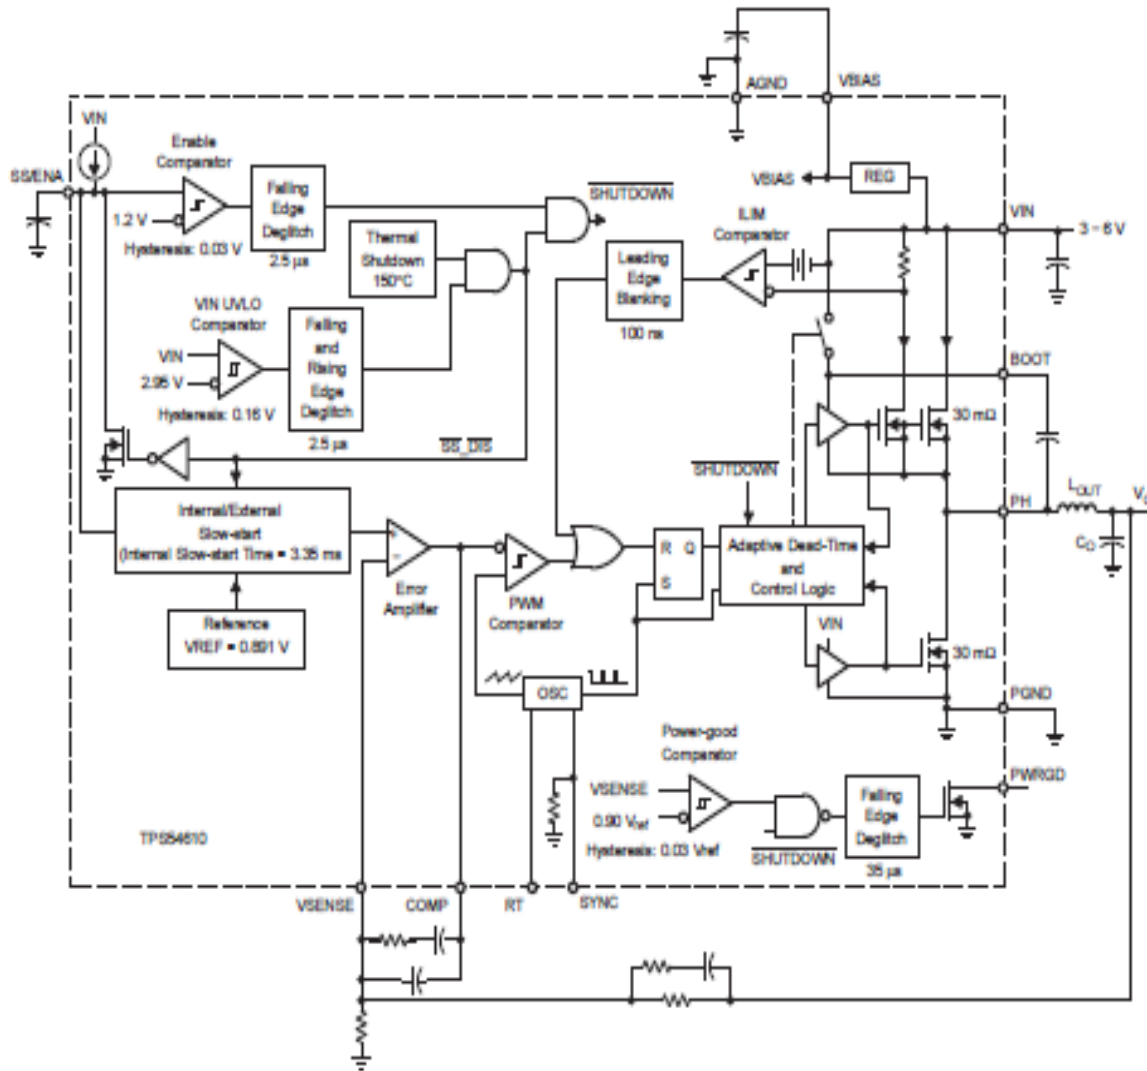 AGND
VBIAS
VIN
Enable
Comparator
SS/ENA
1.2 V
Hysteresis: 0.03 V
Falling
Edge
Deglitch
2.5 µs
SHUTDOWN
VBIAS
REG
VIN
3 – 6 V
ILIM
Comparator
Thermal
Shutdown
150°C
Leading
Edge
Blanking
100 ns
VIN UVLO
Comparator
VIN
2.95 V
Hysteresis: 0.16 V
Falling
and
Rising
Edge
Deglitch
2.5 µs
BOOT
30 mΩ
SS_DIS
SHUTDOWN
Internal/External
Slow-start
(Internal Slow-start Time = 3.35 ms
Error
Amplifier
PWM
Comparator
R Q
S
Adaptive Dead-Time
and
Control Logic
PH
LOUT
CO
Reference
VREF = 0.891 V
VIN
30 mΩ
OSC
PGND
Power-good
Comparator
VSENSE
0.90 Vref
Hysteresis: 0.03 Vref
SHUTDOWN
Falling
Edge
Deglitch
35 µs
PWRGD
TPS54610
VSENSE
COMP
RT
SYNC